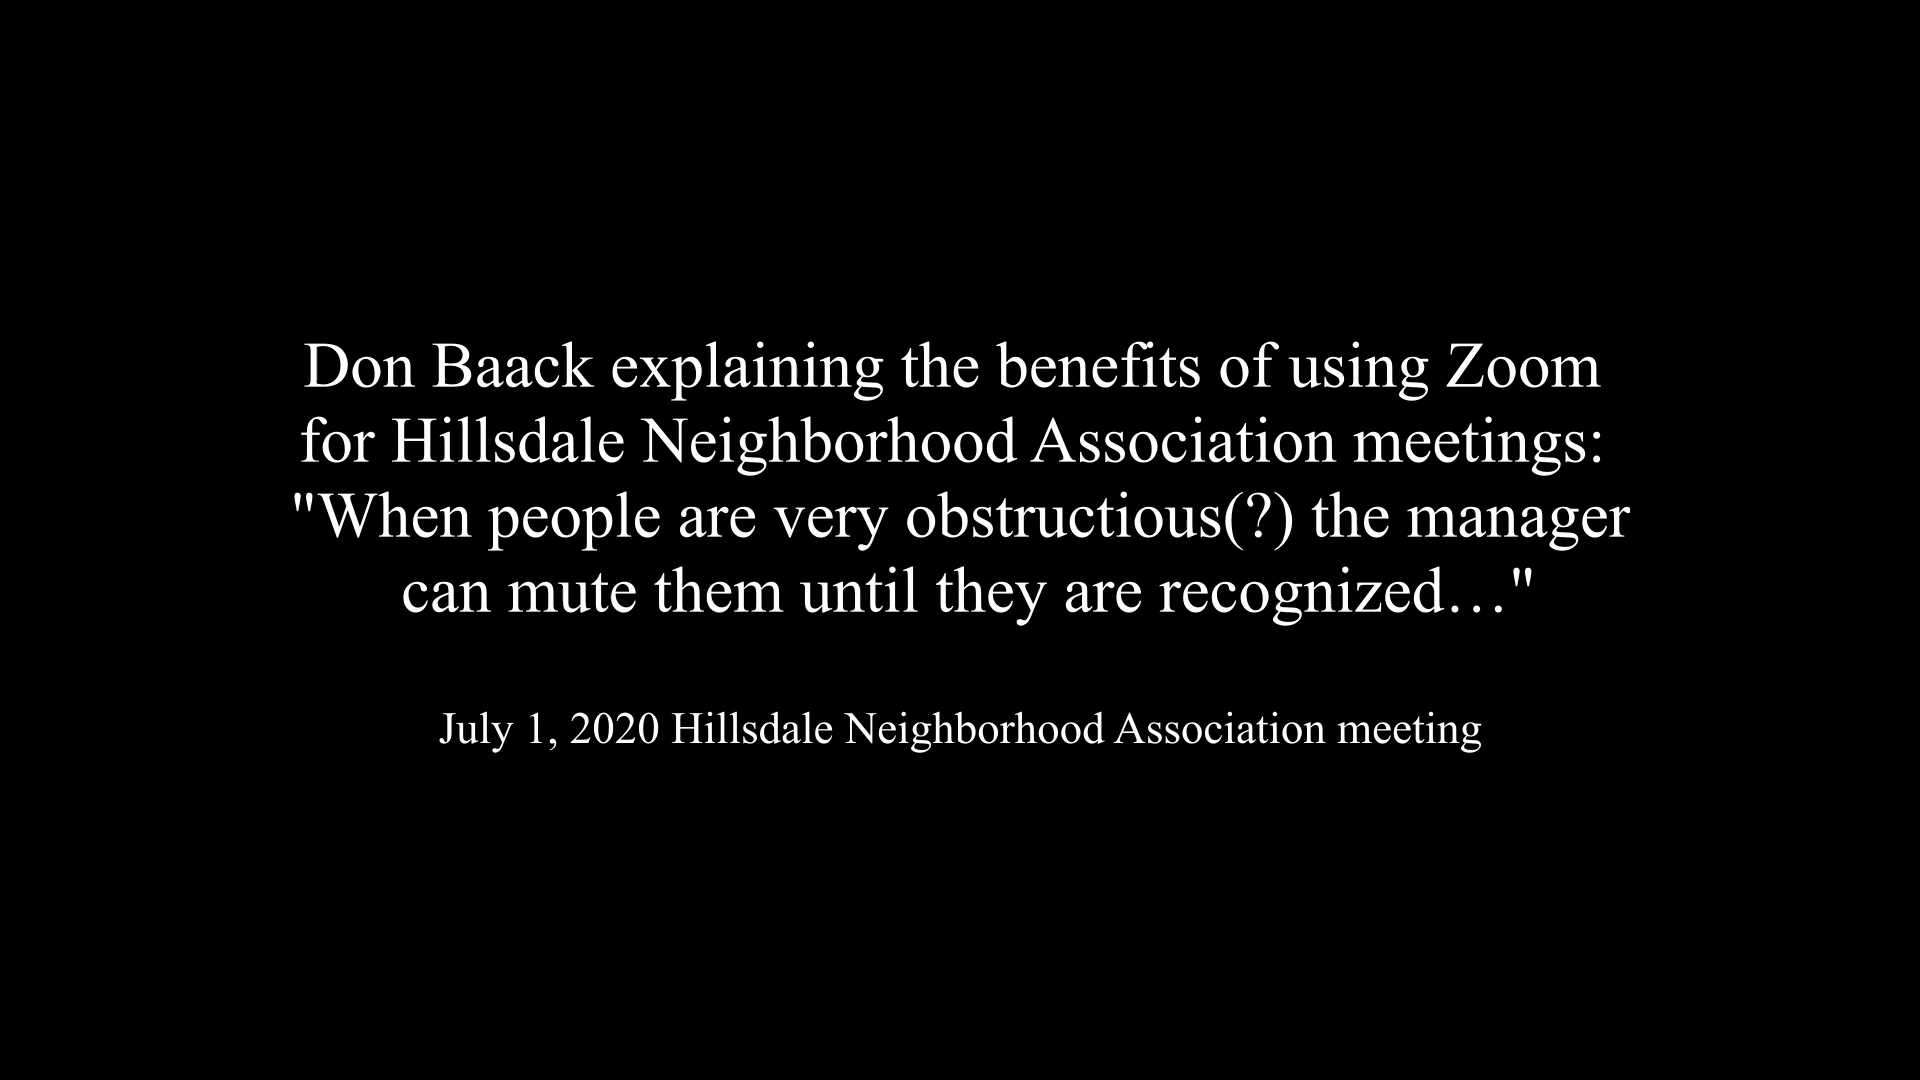 Don Baack explaining the benefits of using Zoom
for Hillsdale Neighborhood Association meetings:
"When people are very obstructious(?) the manager
can mute them until they are recognized…"
July 1, 2020 Hillsdale Neighborhood Association meeting